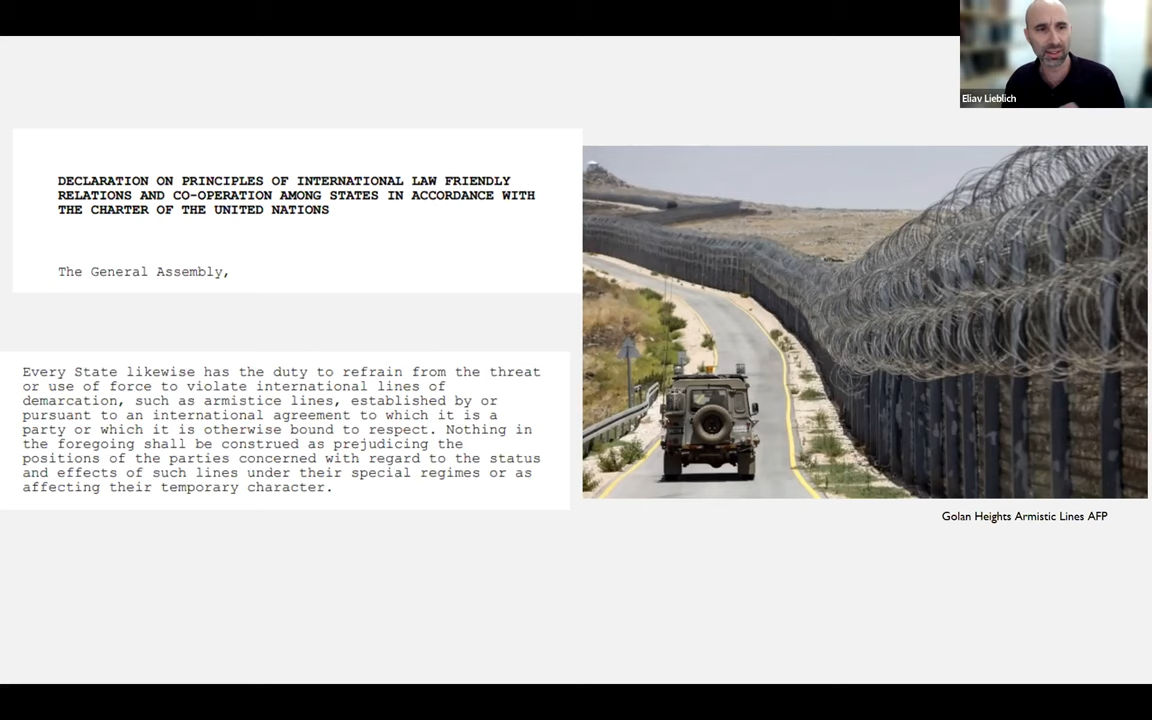 Eliav Lieblich
DECLARATION ON PRINCIPLES OF INTERNATIONAL LAW FRIENDLY
RELATIONS AND CO-OPERATION AMONG STATES IN ACCORDANCE WITH
THE CHARTER OF THE UNITED NATIONS
The General Assembly,
Every State likewise has the duty to refrain from the threat
or use of force to violate international lines of
demarcation, such as armistice lines, established by or
pursuant to an international agreement to which it is a
party or which it is otherwise bound to respect. Nothing in
the foregoing shall be construed as prejudicing the
positions of the parties concerned with regard to the status
and effects of such lines under their special regimes or as
affecting their temporary character.
Golan Heights Armistic Lines AFP